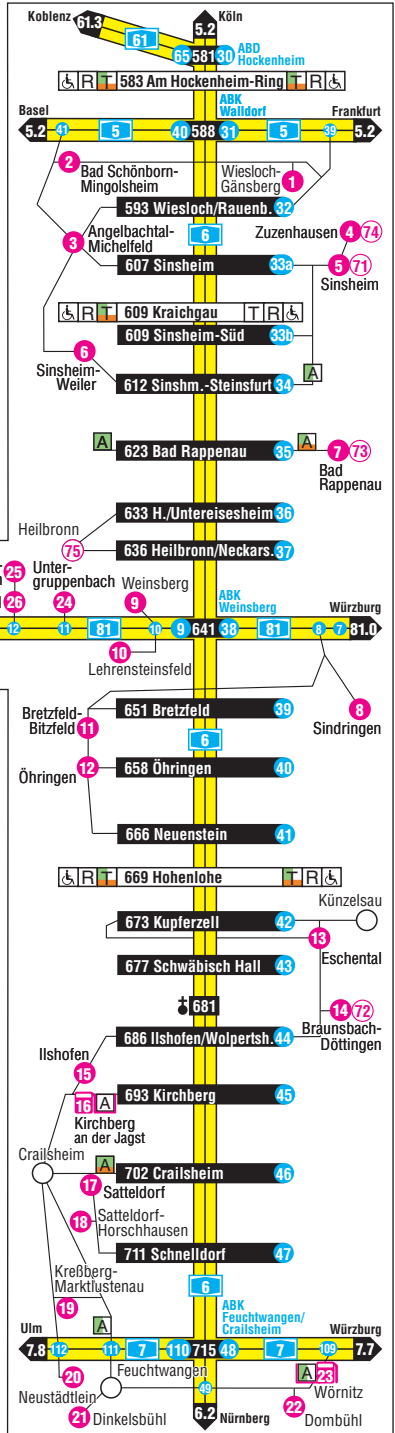 Koblenz
Köln
61.3
5.2
61
65 581 30
ABD
Hockenheim
R T 583 Am Hockenheim-Ring T R
ABK
Walldorf
Basel
Frankfurt
5.2 41 5 40 588 31 5 39 5.2
2
Bad Schönborn-
Mingolsheim
Wiesloch-
Gänsberg
1
593 Wiesloch/Rauenb. 32
3
Angelbachtal-
Michelfeld
6
Zuzenhausen
4 74
607 Sinsheim 33a
5 71
Sinsheim
R T 609 Kraichgau T R
609 Sinsheim-Süd 33b
6
Sinsheim-
Weiler
A
612 Sinshm.-Steinsfurt 34
A
A
623 Bad Rappenau 35
7 73
Bad
Rappenau
633 H./Untereisesheim 36
Heilbronn
75
636 Heilbronn/Neckars. 37
25
26
Unter-
gruppenbach
24
Weinsberg
9
ABK
Weinsberg
Würzburg
12 11 81 10 9 641 38 81 8 7 81.0
10
Lehrensteinsfeld
651 Bretzfeld 39
8
Sindringen
Bretzfeld-
Bitzfeld
11
6
Öhringen
12
658 Öhringen 40
666 Neuenstein 41
R T 669 Hohenlohe T R
Künzelsau
673 Kupferzell 42
13
Eschental
677 Schwäbisch Hall 43
681
14 72
Braunsbach-
Döttingen
686 Ilshofen/Wolpertsh. 44
Ilshofen
15
16 A
693 Kirchberg 45
Kirchberg
an der Jagst
Crailsheim
A
702 Crailsheim 46
17
Satteldorf
18
Satteldorf-
Horschhausen
711 Schnelldorf 47
Kreßberg-
Marktlustenau
19
6
ABK
Feuchtwangen/
Crailsheim
A
Ulm
Würzburg
7.8 112 111 7 110 715 48 7 109 7.7
Feuchtwangen
A 23
Wörnitz
20
Neustädtlein
49
22
Dombühl
21
Dinkelsbühl
6.2
Nürnberg